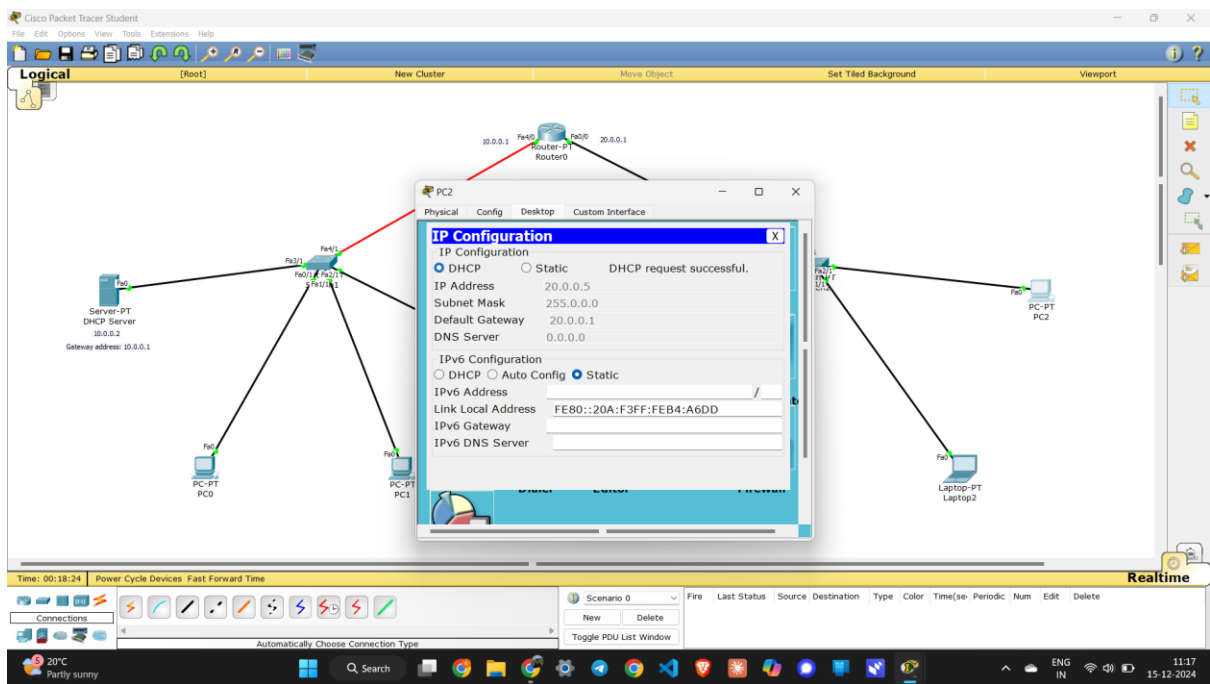 Cisco Packet Tracer Student
File Edit Options View Tools Extensions Help
Logical [Root] New Cluster Move Object Set Tiled Background Viewport
10.0.0.1 Fa4/0 Fa0/0 20.0.0.1
Router-PT
Router0
PC2
Physical Config Desktop Custom Interface
IP Configuration X
IP Configuration
DHCP Static DHCP request successful.
IP Address 20.0.0.5
Subnet Mask 255.0.0.0
Default Gateway 20.0.0.1
DNS Server 0.0.0.0
IPv6 Configuration
DHCP Auto Config Static
IPv6 Address /
Link Local Address FE80::20A:F3FF:FEB4:A6DD
IPv6 Gateway
IPv6 DNS Server
Fa4/1
Fa3/1
Fa0/1 Fa2/1
Fa1/1
Fa0
Server-PT
DHCP Server
10.0.0.2
Gateway address: 10.0.0.1
Fa2/1
Fa0
PC-PT
PC2
Fa0
PC-PT
PC0
Fa0
PC-PT
PC1
Fa0
Laptop-PT
Laptop2
Time: 00:18:24 Power Cycle Devices Fast Forward Time Realtime
Connections
Automatically Choose Connection Type
Scenario 0
New Delete
Toggle PDU List Window
Fire Last Status Source Destination Type Color Time(se Periodic Num Edit Delete
5 20°C
Partly sunny
Search
ENG
IN
11:17
15-12-2024